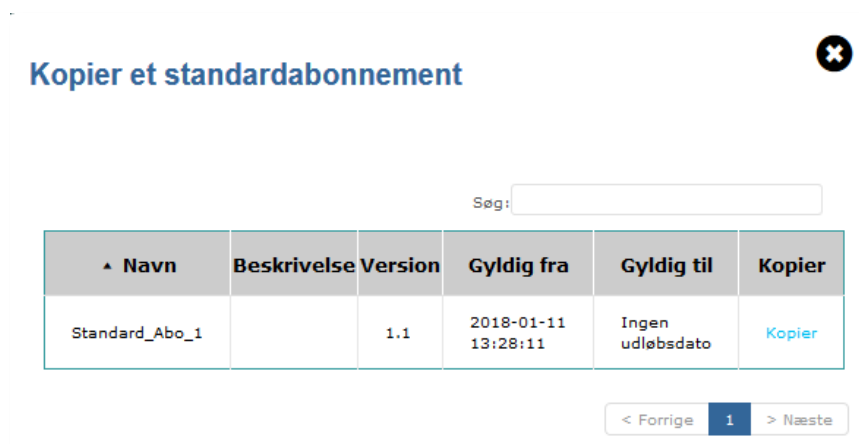 Kopier et standardabonnement
Søg:
Navn Beskrivelse Version Gyldig fra Gyldig til Kopier
Standard_Abo_1 1.1 2018-01-11 13:28:11 Ingen udløbsdato Kopier
< Forrige 1 > Næste